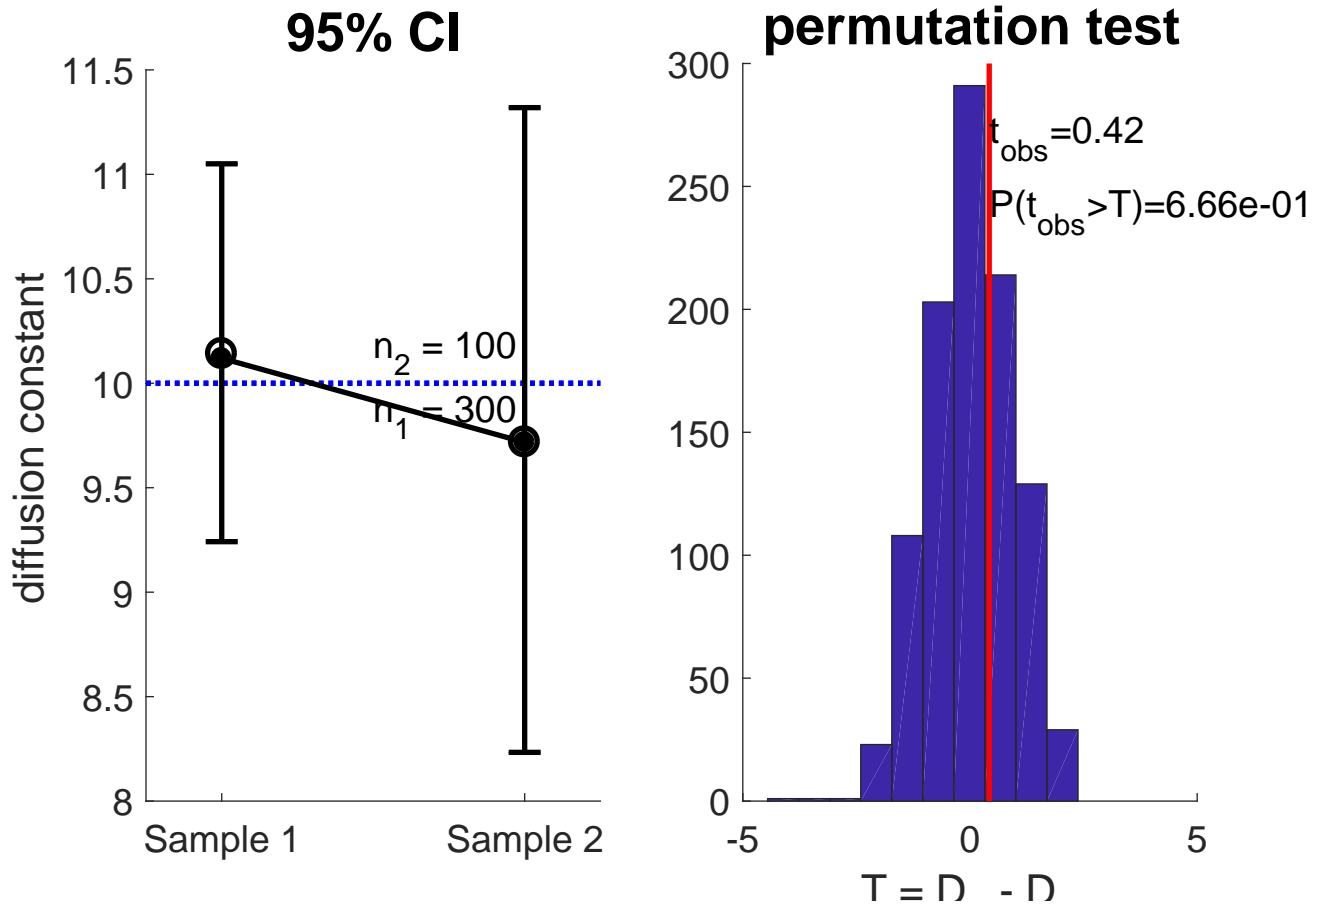 95% CI
11.5
11
10.5
10
9.5
9
8.5
8
diffusion constant
n2 = 100
n1 = 300
Sample 1
Sample 2
permutation test
300
250
200
150
100
50
0
tobs=0.42
P(tobs>T)=6.66e-01
-5
0
5
T = D - D